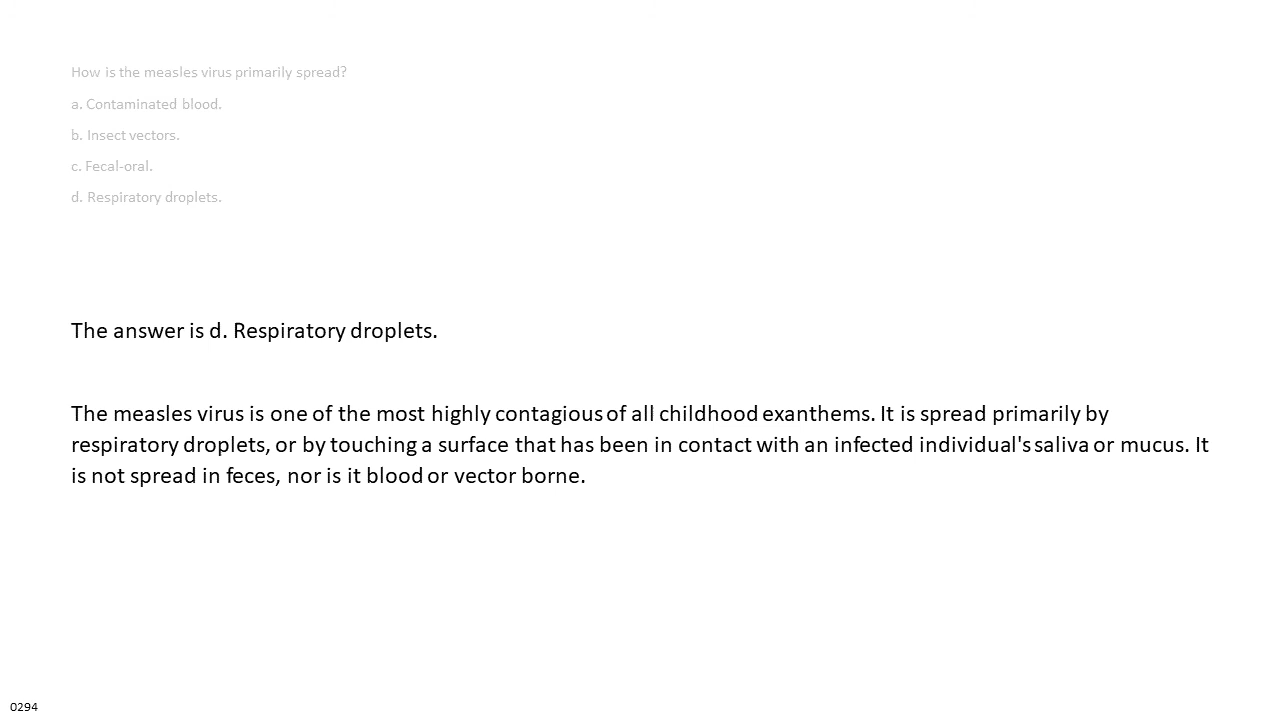 How is the measles virus primarily spread?
a. Contaminated blood.
b. Insect vectors.
c. Fecal-oral.
d. Respiratory droplets.
The answer is d. Respiratory droplets.
The measles virus is one of the most highly contagious of all childhood exanthems. It is spread primarily by
respiratory droplets, or by touching a surface that has been in contact with an infected individual's saliva or mucus. It
is not spread in feces, nor is it blood or vector borne.
0294